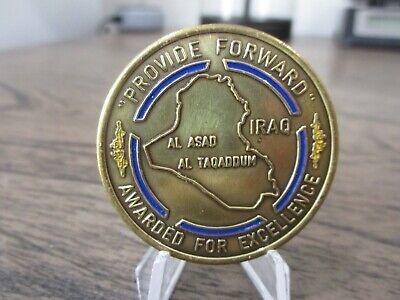 "PROVIDE FORWARD"
IRAQ
AL ASAD
AL TAQADDUM
AWARDED FOR EXCELLENCE